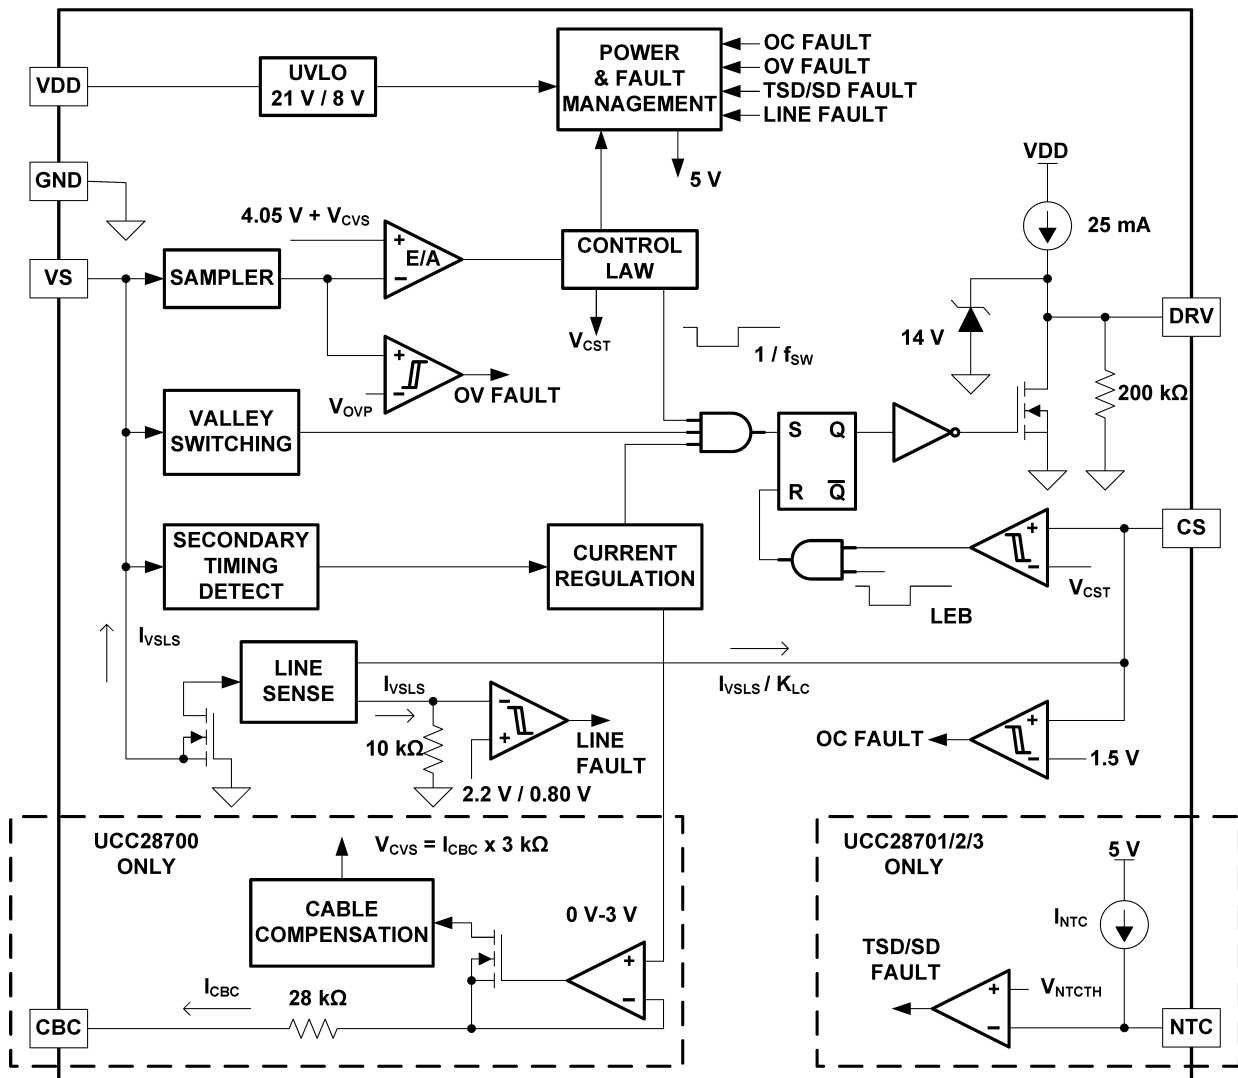 VDD
UVLO
21 V / 8 V
POWER
& FAULT
MANAGEMENT
OC FAULT
OV FAULT
TSD/SD FAULT
LINE FAULT
5 V
GND
VDD
25 mA
4.05 V + VCVS
+
E/A
−
VS
SAMPLER
CONTROL
LAW
VCST
1 / fSW
14 V
DRV
200 kΩ
+
−
VOVP
OV FAULT
VALLEY
SWITCHING
S Q
R Q̅
SECONDARY
TIMING
DETECT
CURRENT
REGULATION
+
−
CS
VCST
LEB
IVSLS
LINE
SENSE
IVSLS
IVSLS / KLC
10 kΩ
−
+
LINE
FAULT
2.2 V / 0.80 V
OC FAULT
+
−
1.5 V
UCC28700
ONLY
VCVS = ICBC x 3 kΩ
CABLE
COMPENSATION
0 V-3 V
+
−
ICBC
28 kΩ
CBC
UCC28701/2/3
ONLY
5 V
INTC
TSD/SD
FAULT
+
−
VNTCTH
NTC